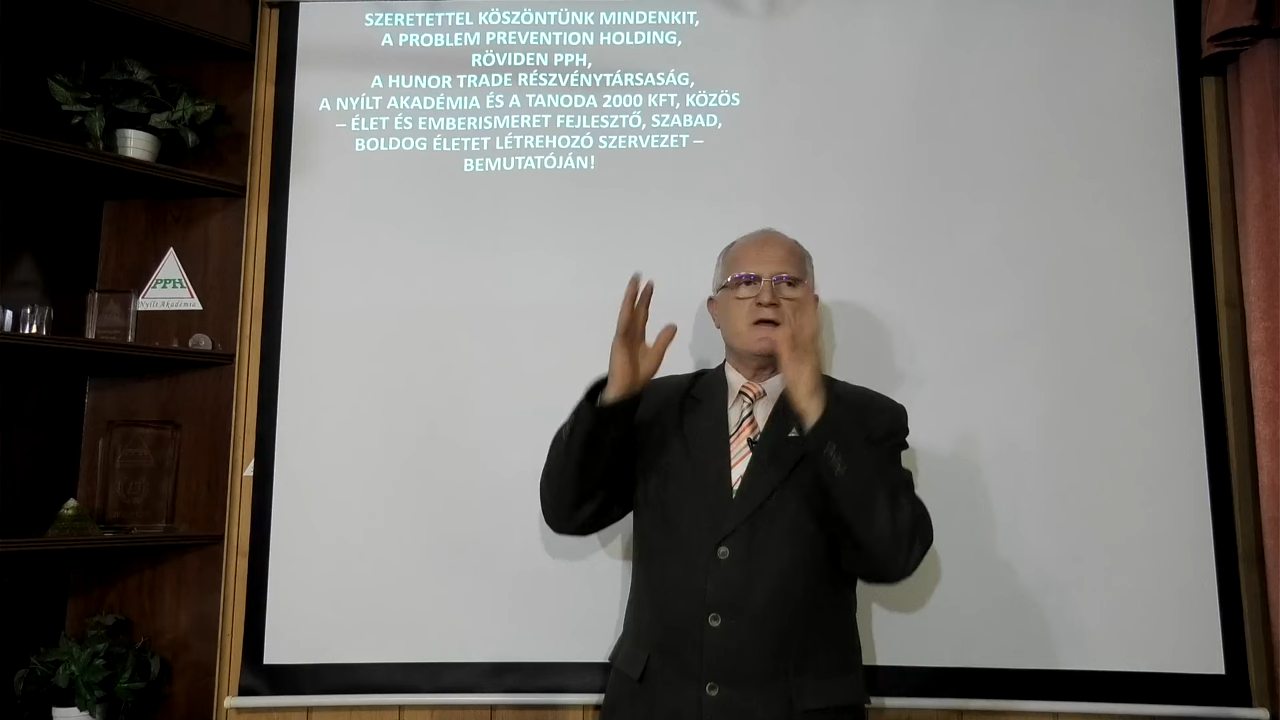 SZERETETTEL KÖSZÖNTÜNK MINDENKIT,
A PROBLEM PREVENTION HOLDING,
RÖVIDEN PPH,
A HUNOR TRADE RÉSZVÉNYTÁRSASÁG,
A NYÍLT AKADÉMIA ÉS A TANODA 2000 KFT, KÖZÖS
– ÉLET ÉS EMBERISMERET FEJLESZTŐ, SZABAD,
BOLDOG ÉLETET LÉTREHOZÓ SZERVEZET –
BEMUTATÓJÁN!
PPH
Nyílt Akadémia